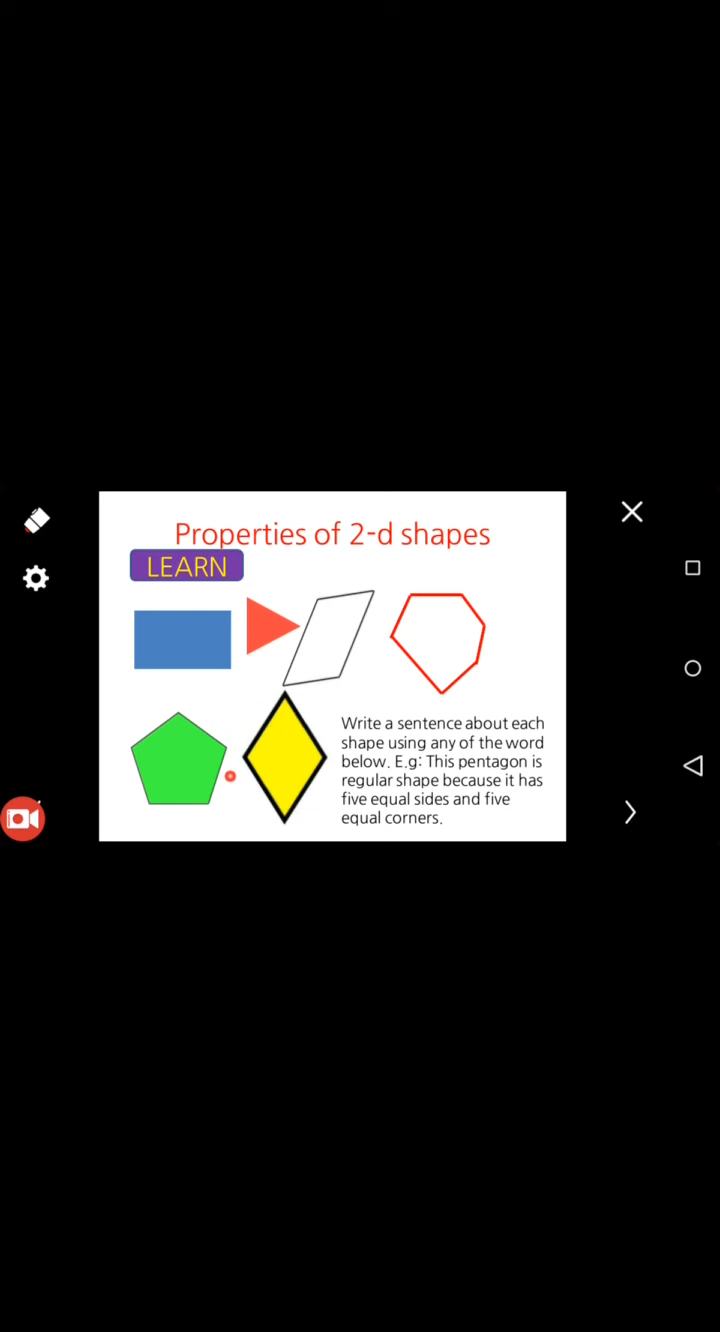 Properties of 2-d shapes
LEARN
Write a sentence about each
shape using any of the word
below. E.g: This pentagon is
regular shape because it has
five equal sides and five
equal corners.